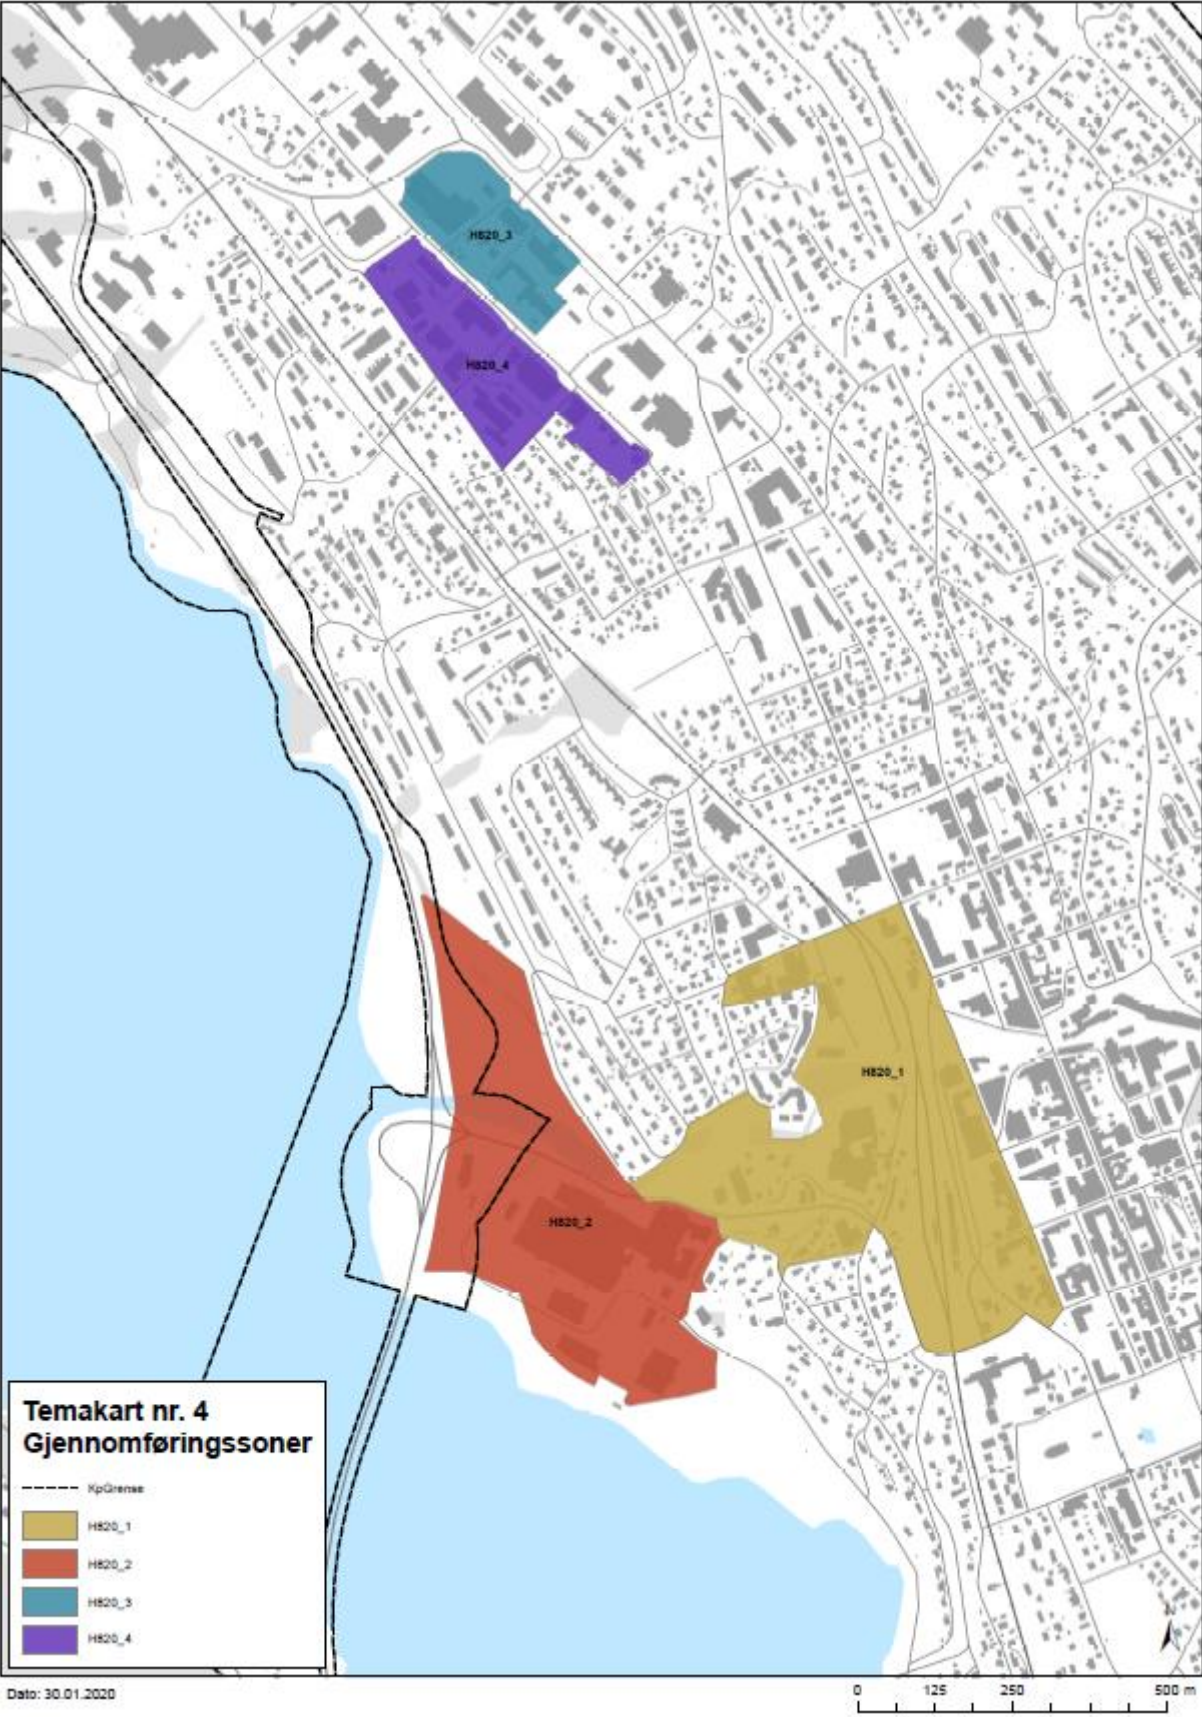 H820_3
H820_4
H820_1
H820_2
Temakart nr. 4
Gjennomføringssoner
KpGrense
H820_1
H820_2
H820_3
H820_4
N
Dato: 30.01.2020
0 125 250 500 m